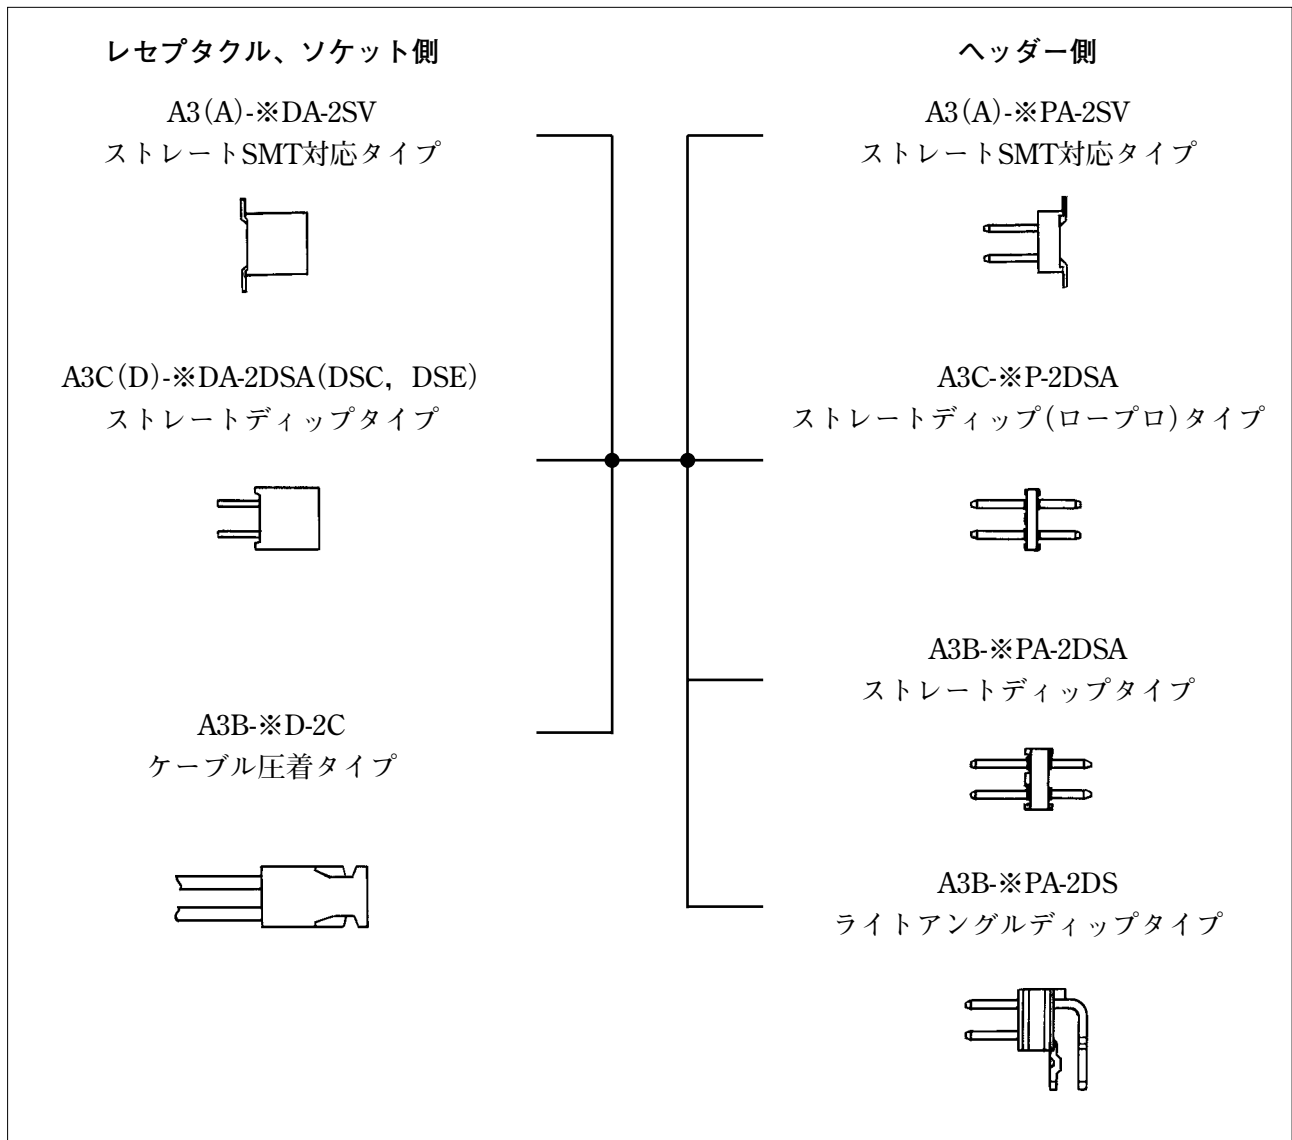 レセプタクル、ソケット側
A3(A)-※DA-2SV
ストレートSMT対応タイプ
A3C(D)-※DA-2DSA(DSC, DSE)
ストレートディップタイプ
A3B-※D-2C
ケーブル圧着タイプ
ヘッダー側
A3(A)-※PA-2SV
ストレートSMT対応タイプ
A3C-※P-2DSA
ストレートディップ(ロープロ)タイプ
A3B-※PA-2DSA
ストレートディップタイプ
A3B-※PA-2DS
ライトアングルディップタイプ